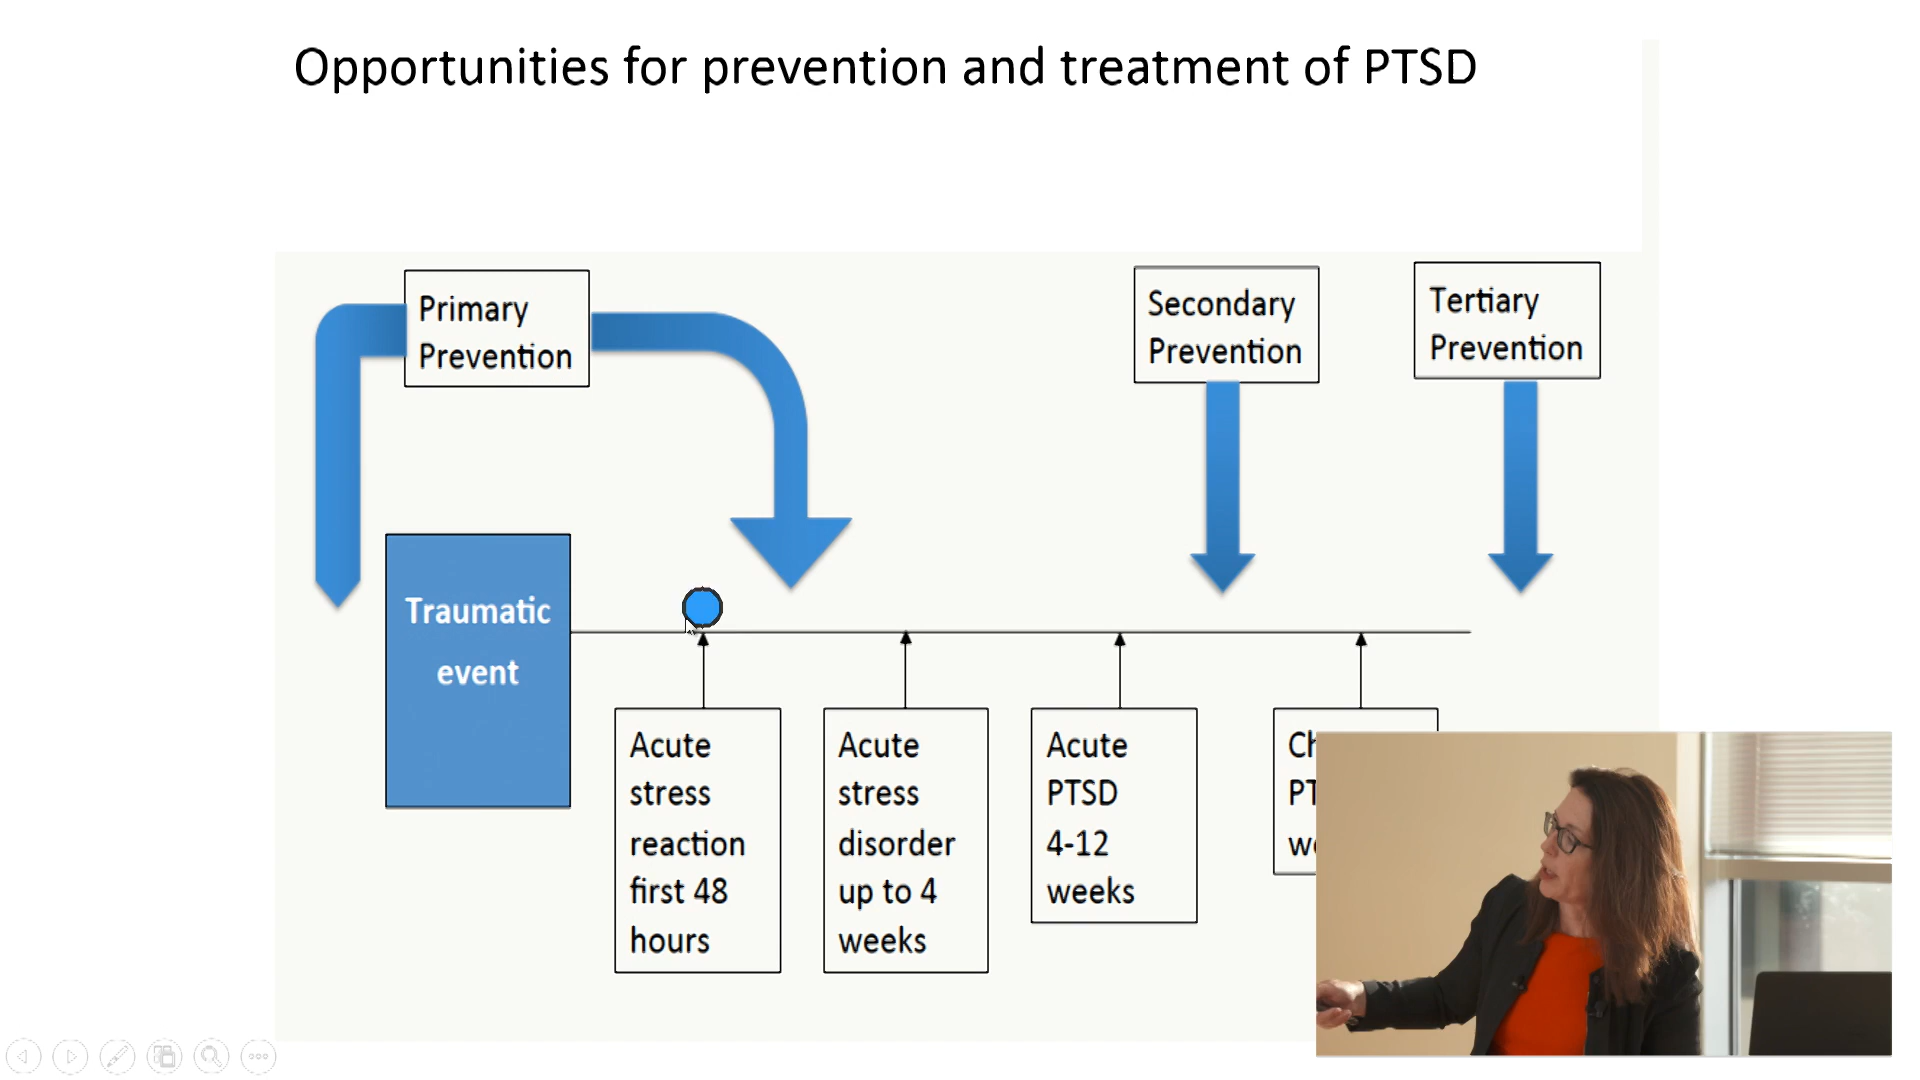 Opportunities for prevention and treatment of PTSD
Primary
Prevention
Secondary
Prevention
Tertiary
Prevention
Traumatic
event
Acute
stress
reaction
first 48
hours
Acute
stress
disorder
up to 4
weeks
Acute
PTSD
4-12
weeks